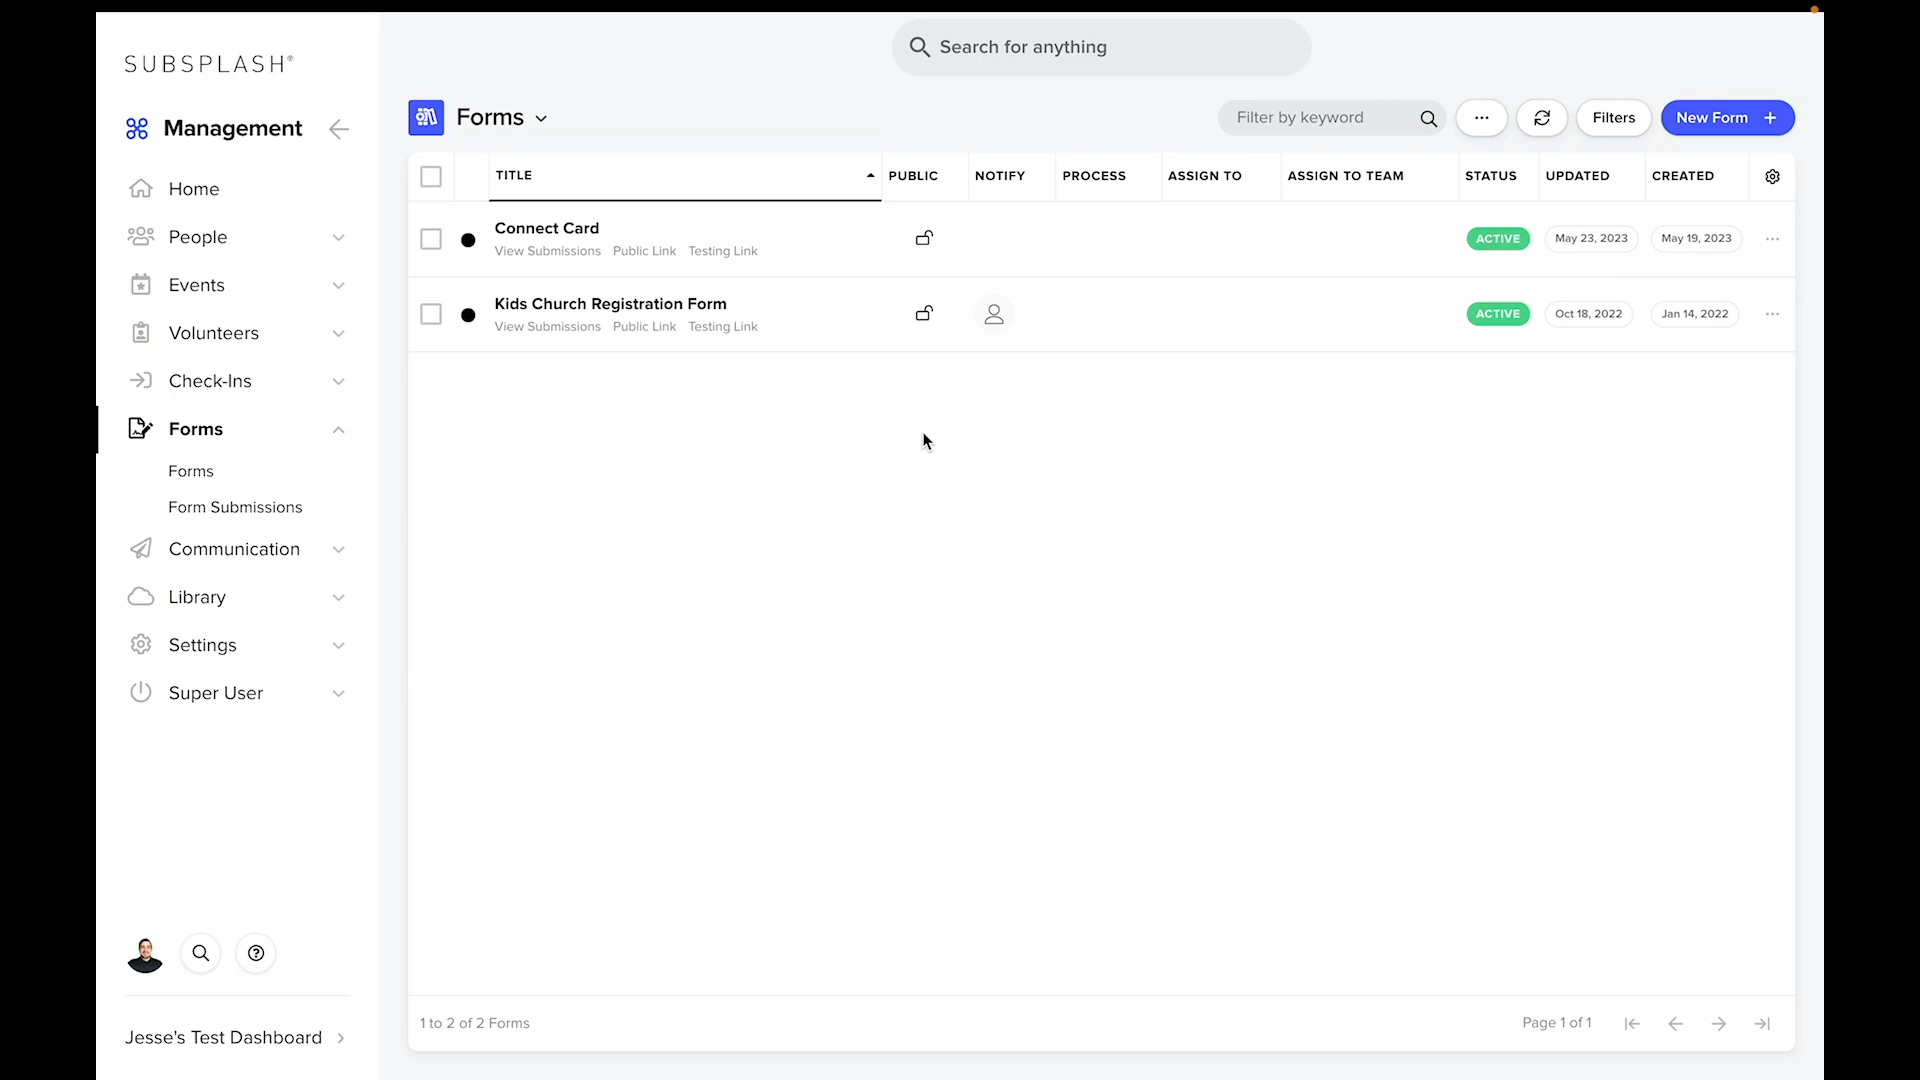 SUBSPLASH®
Management
Home
People
Events
Volunteers
Check-Ins
Forms
Forms
Form Submissions
Communication
Library
Settings
Super User
Jesse's Test Dashboard
Search for anything
Forms
Filter by keyword
Filters
New Form +
TITLE PUBLIC NOTIFY PROCESS ASSIGN TO ASSIGN TO TEAM STATUS UPDATED CREATED
Connect Card
View Submissions Public Link Testing Link
ACTIVE May 23, 2023 May 19, 2023
Kids Church Registration Form
View Submissions Public Link Testing Link
ACTIVE Oct 18, 2022 Jan 14, 2022
1 to 2 of 2 Forms
Page 1 of 1